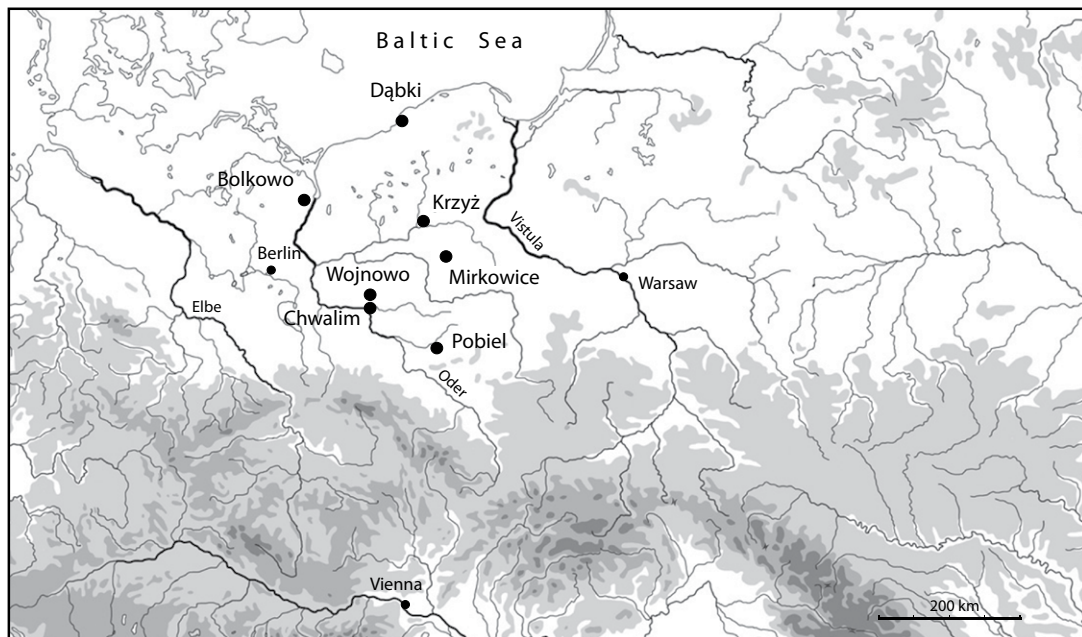 Baltic Sea
Dąbki
Bolkowo
Krzyż
Vistula
Berlin
Mirkowice
Wojnowo
Warsaw
Elbe
Chwalim
Pobiel
Oder
Vienna
200 km